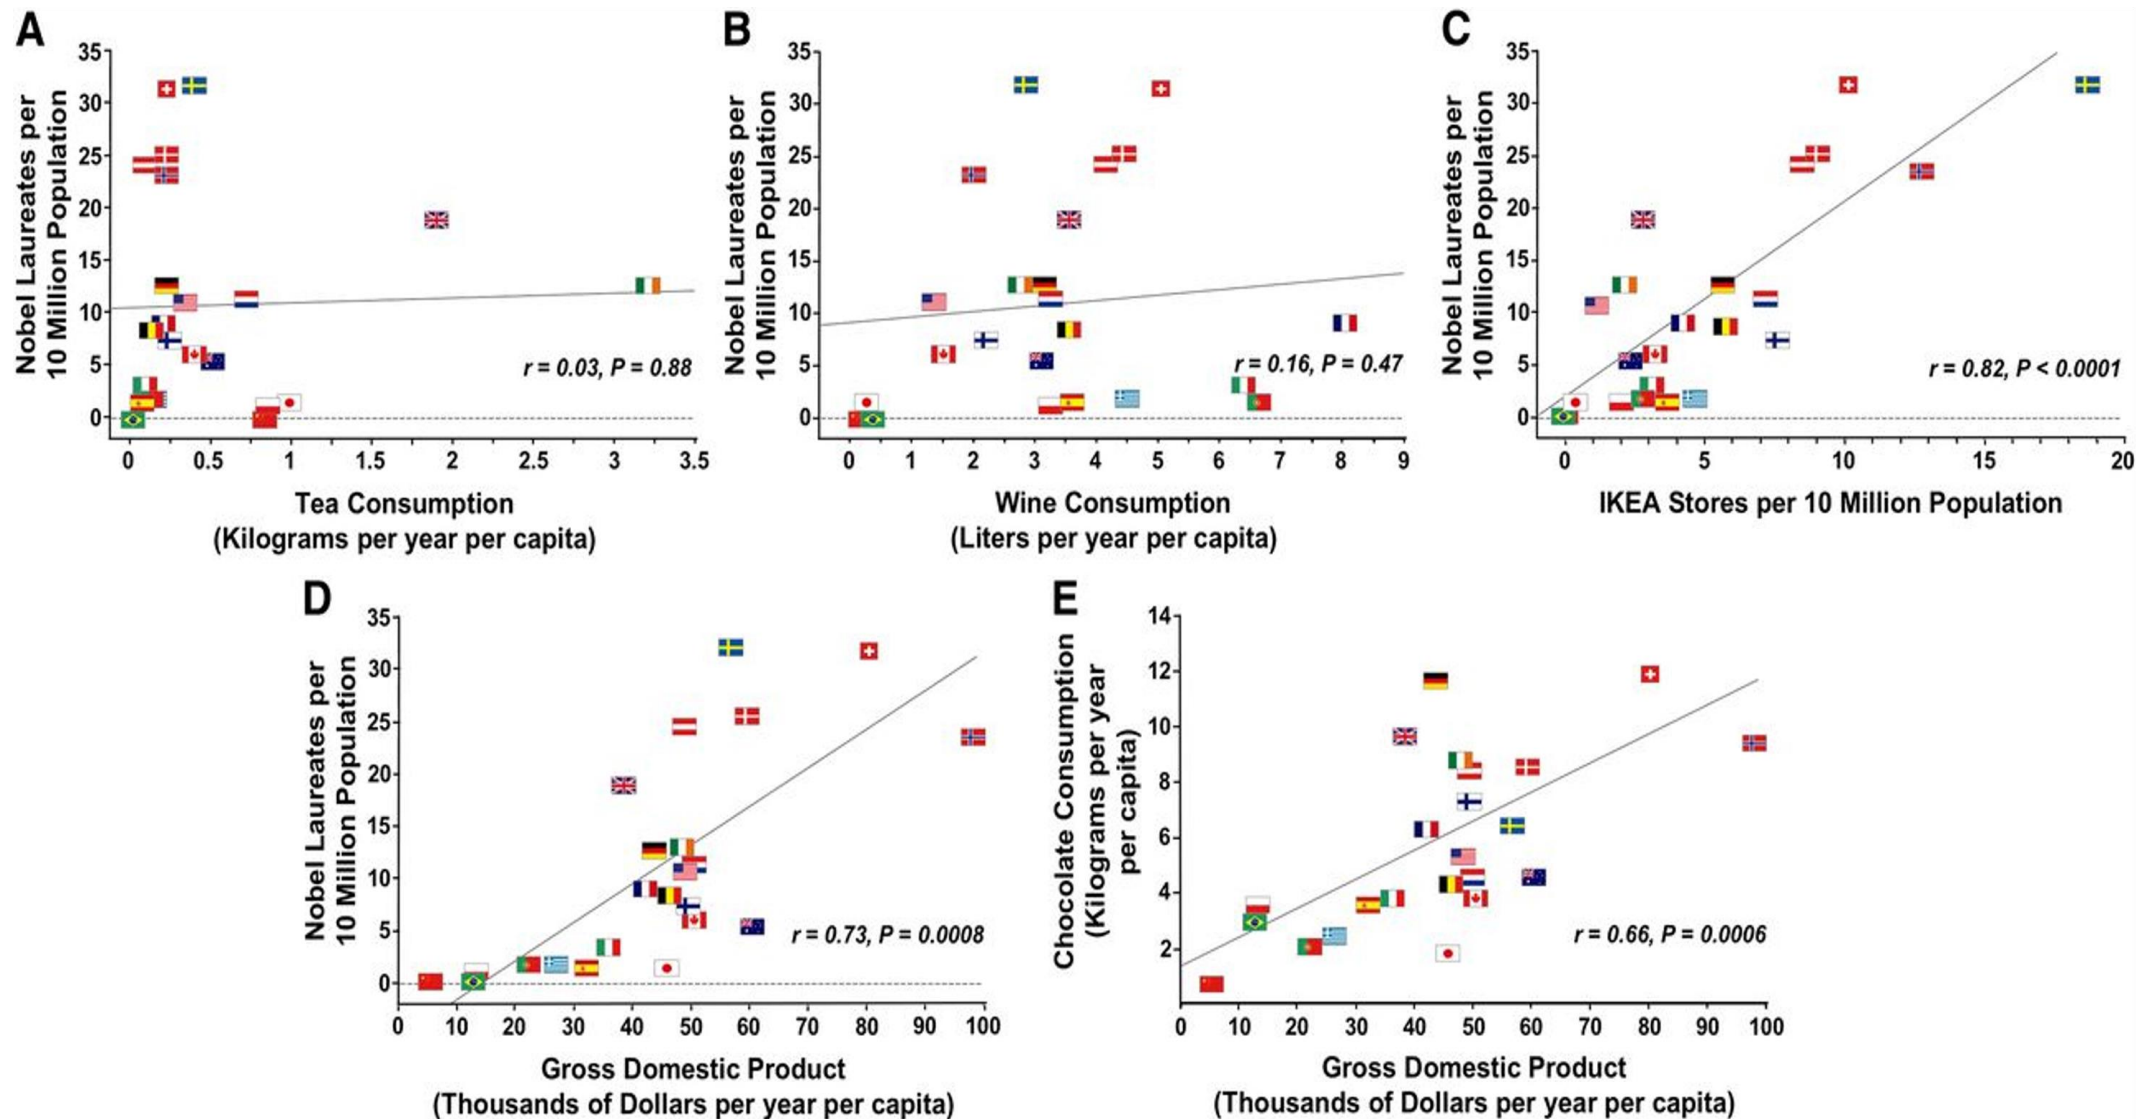 A
Nobel Laureates per
10 Million Population
35
30
25
20
15
10
5
0
r = 0.03, P = 0.88
0 0.5 1 1.5 2 2.5 3 3.5
Tea Consumption
(Kilograms per year per capita)
B
Nobel Laureates per
10 Million Population
35
30
25
20
15
10
5
0
r = 0.16, P = 0.47
0 1 2 3 4 5 6 7 8 9
Wine Consumption
(Liters per year per capita)
C
Nobel Laureates per
10 Million Population
35
30
25
20
15
10
5
0
r = 0.82, P < 0.0001
0 5 10 15 20
IKEA Stores per 10 Million Population
D
Nobel Laureates per
10 Million Population
35
30
25
20
15
10
5
0
r = 0.73, P = 0.0008
0 10 20 30 40 50 60 70 80 90 100
Gross Domestic Product
(Thousands of Dollars per year per capita)
E
Chocolate Consumption
(Kilograms per year
per capita)
14
12
10
8
6
4
2
r = 0.66, P = 0.0006
0 10 20 30 40 50 60 70 80 90 100
Gross Domestic Product
(Thousands of Dollars per year per capita)